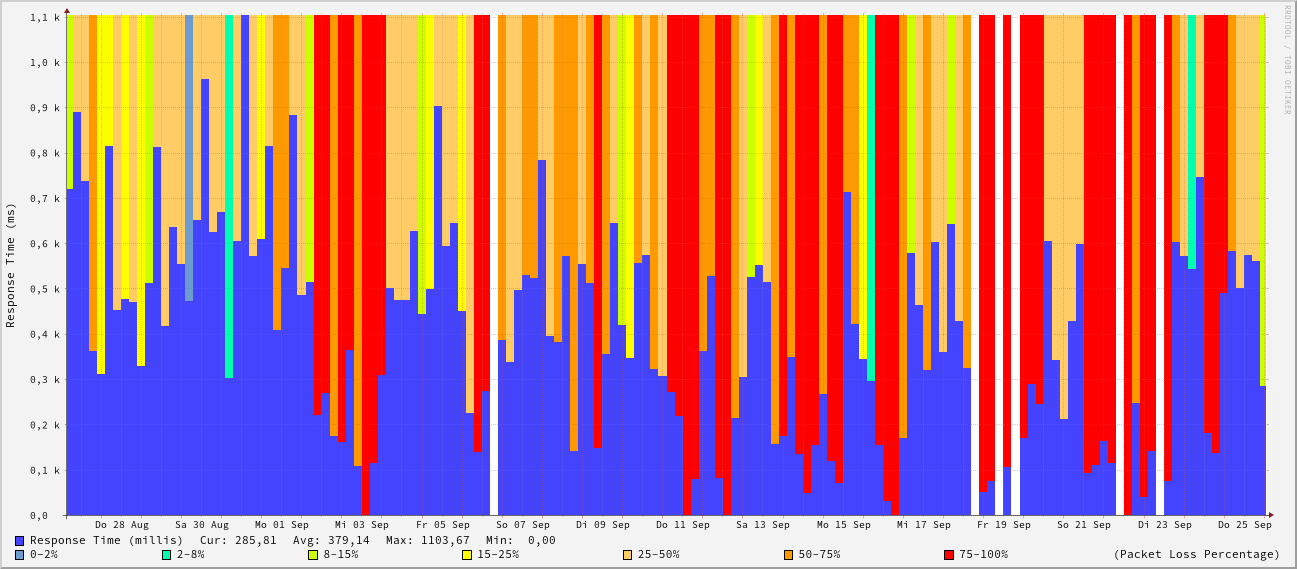 RRDTOOL / TOBI OETIKER
Response Time (ms)
1,1 k
1,0 k
0,9 k
0,8 k
0,7 k
0,6 k
0,5 k
0,4 k
0,3 k
0,2 k
0,1 k
0,0
Do 28 Aug Sa 30 Aug Mo 01 Sep Mi 03 Sep Fr 05 Sep So 07 Sep Di 09 Sep Do 11 Sep Sa 13 Sep Mo 15 Sep Mi 17 Sep Fr 19 Sep So 21 Sep Di 23 Sep Do 25 Sep
Response Time (millis) Cur: 285,81 Avg: 379,14 Max: 1103,67 Min: 0,00
0-2% 2-8% 8-15% 15-25% 25-50% 50-75% 75-100% (Packet Loss Percentage)